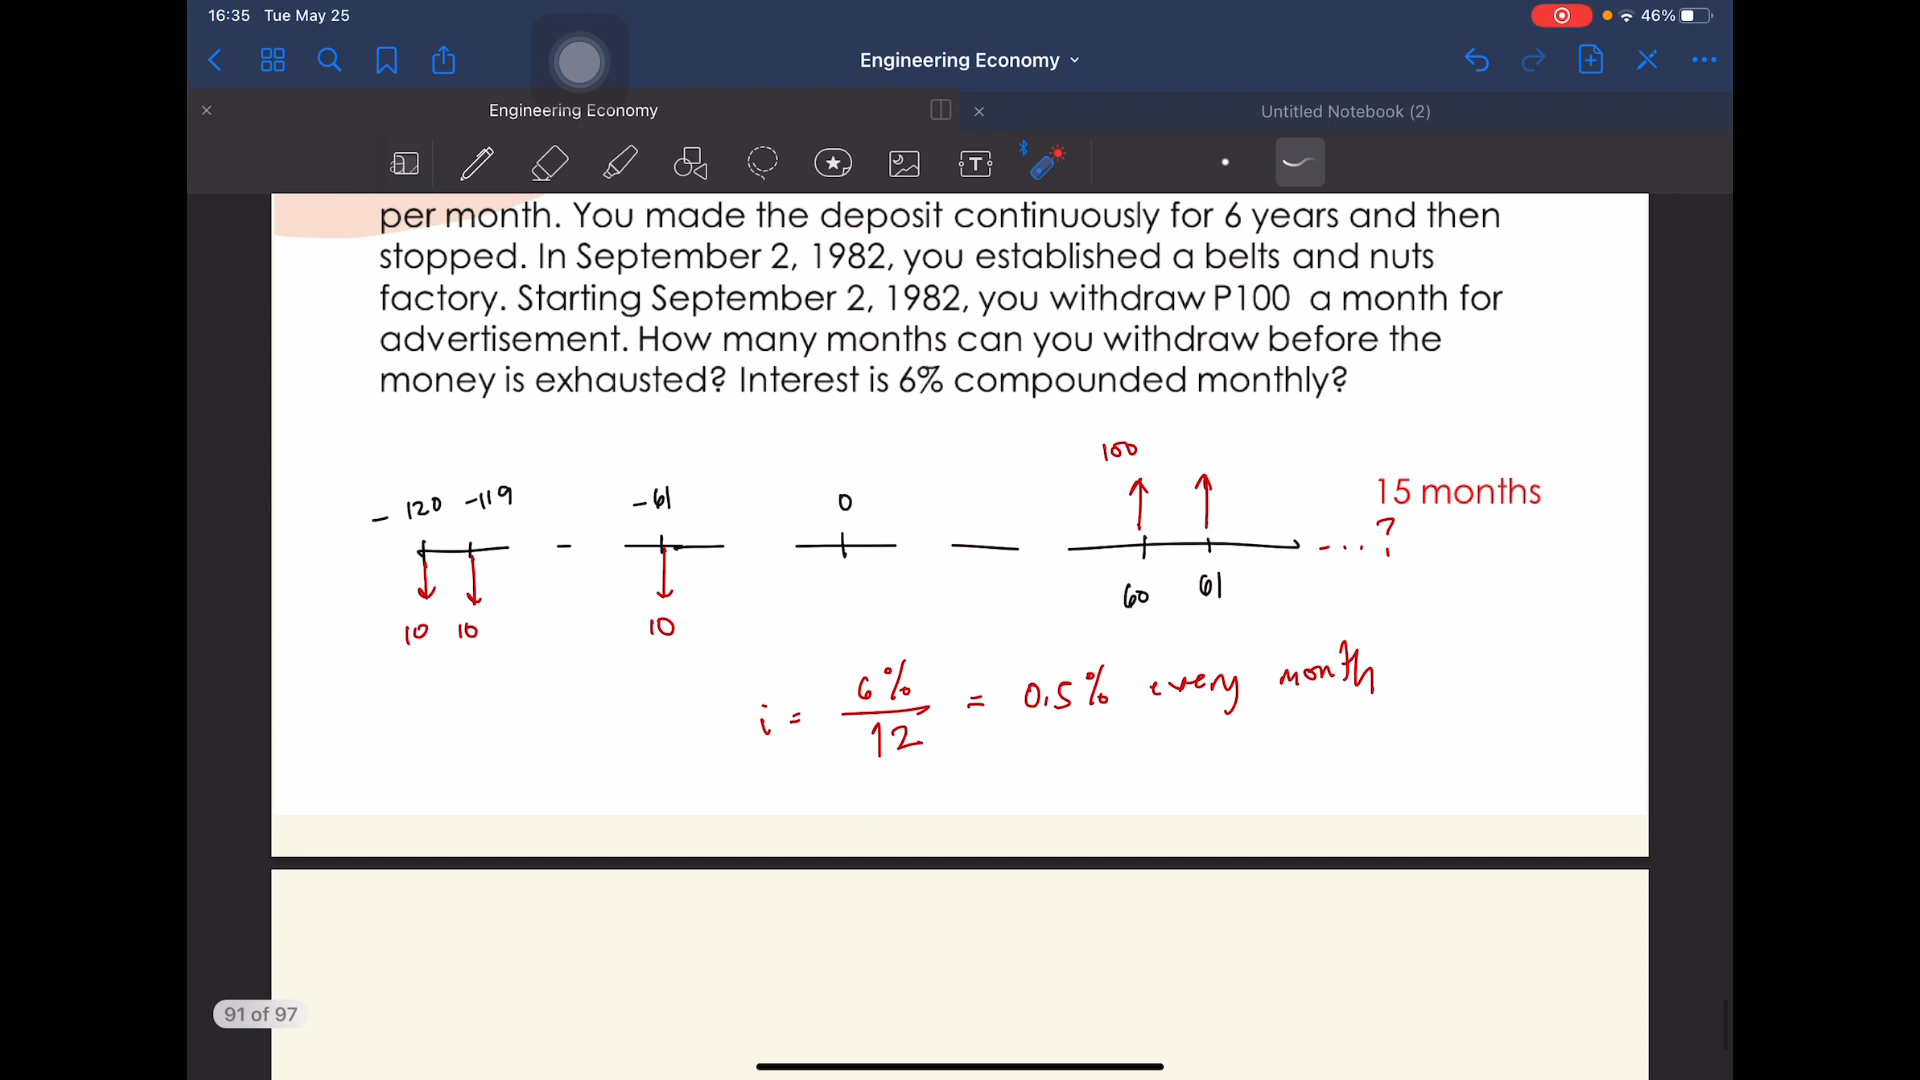 16:35 Tue May 25
46%
Engineering Economy
Engineering Economy
Untitled Notebook (2)
per month. You made the deposit continuously for 6 years and then
stopped. In September 2, 1982, you established a belts and nuts
factory. Starting September 2, 1982, you withdraw P100 a month for
advertisement. How many months can you withdraw before the
money is exhausted? Interest is 6% compounded monthly?
100
15 months
- 120 -119 -61 0
- - - ?
60 61
10 10 10
i = 6% / 12 = 0.5% every month
91 of 97